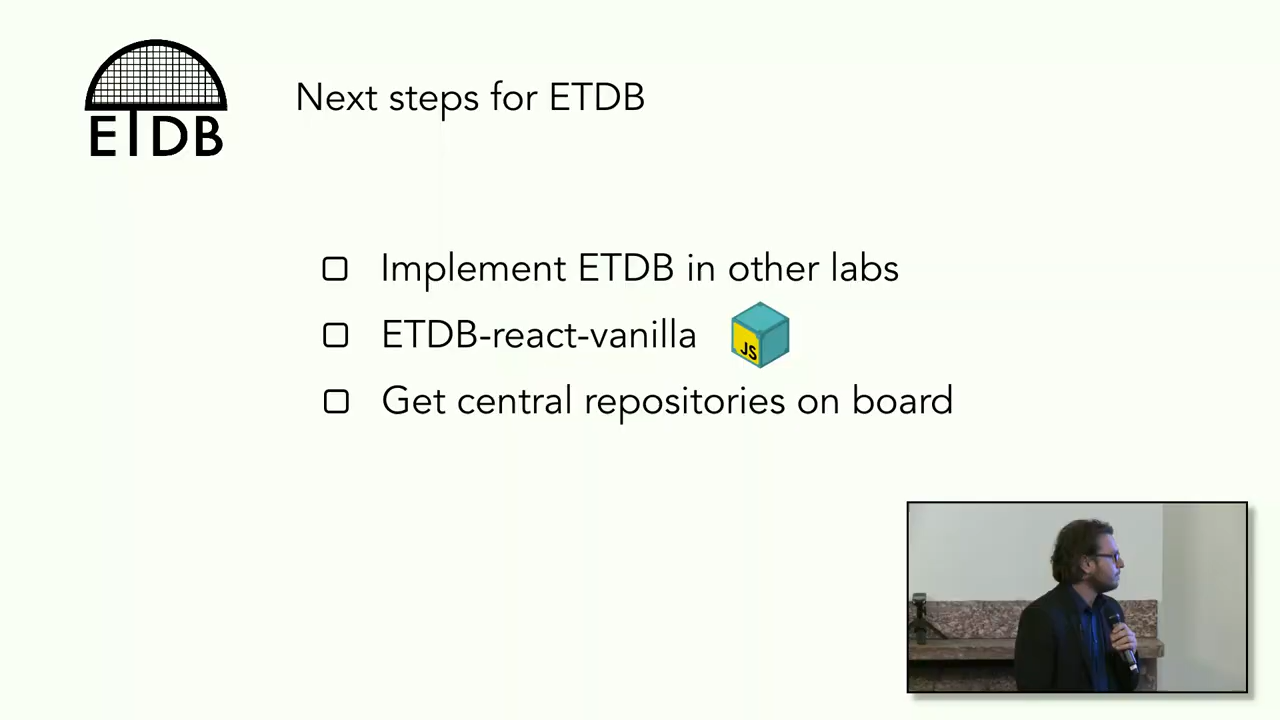 ETDB
Next steps for ETDB
Implement ETDB in other labs
ETDB-react-vanilla
JS
Get central repositories on board